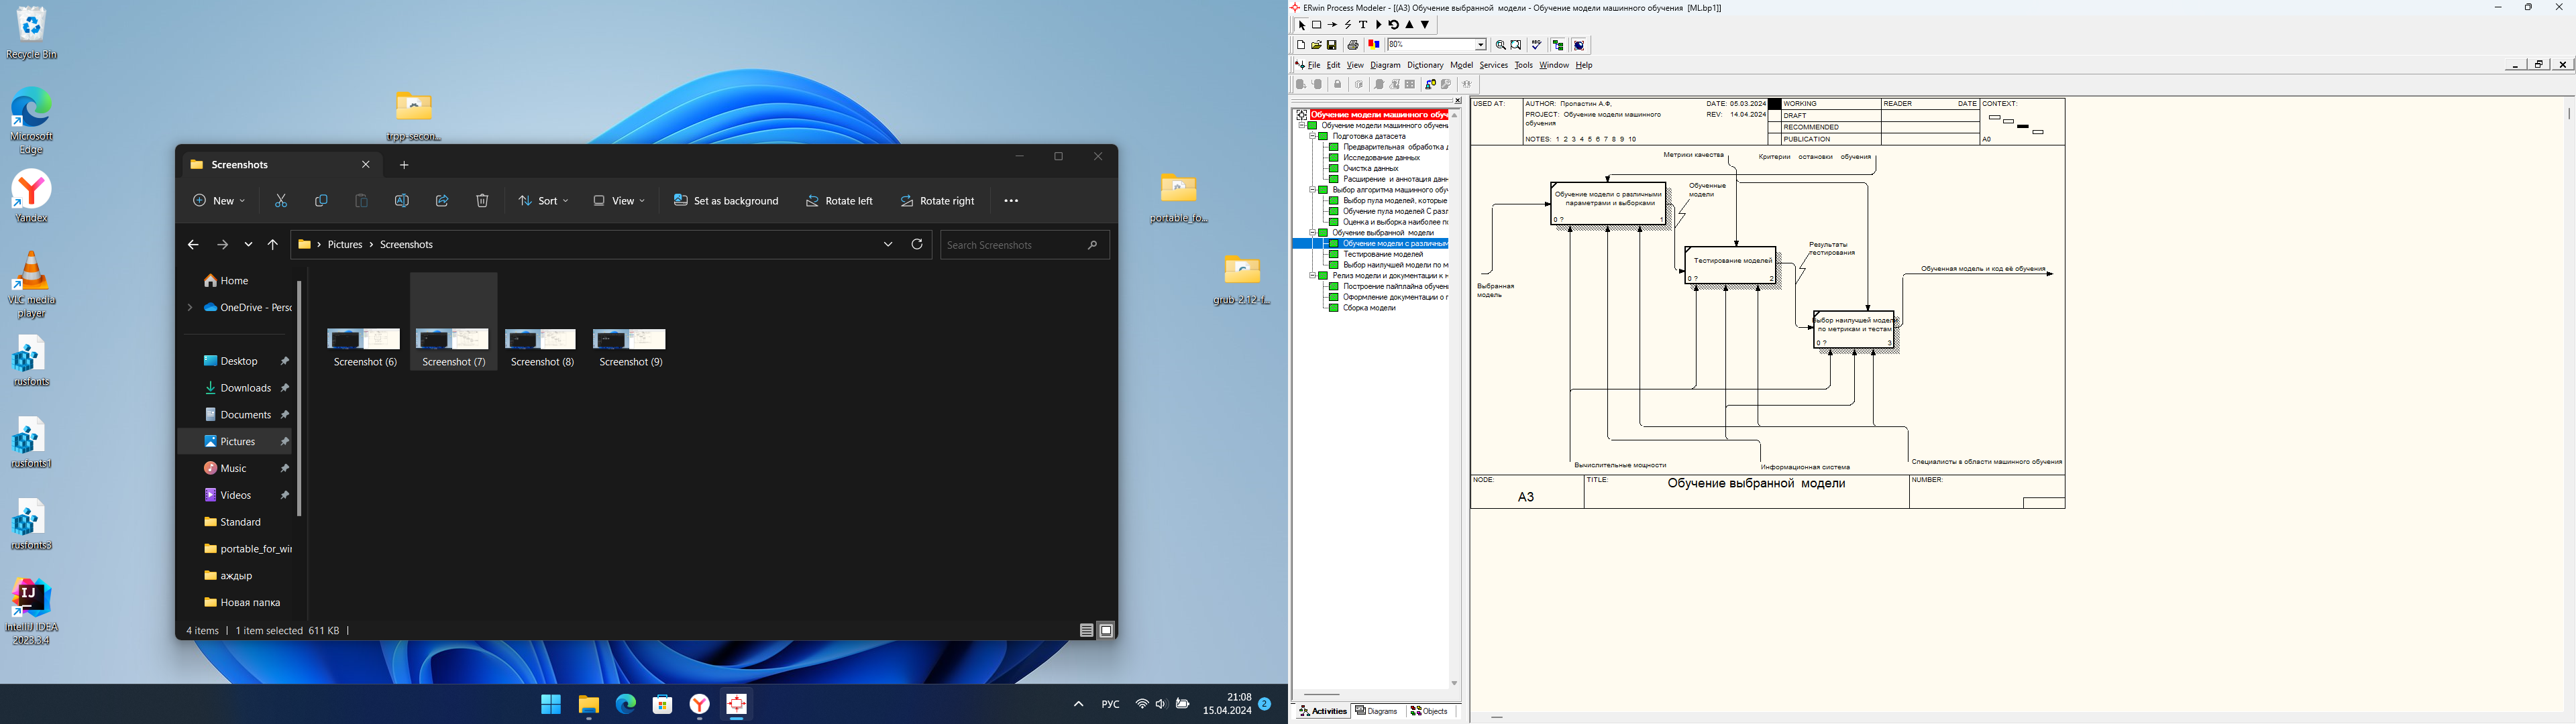 Recycle Bin
Microsoft
Edge
Yandex
VLC media
player
rusfonts
rusfonts1
rusfonts3
IntelliJ IDEA
2023.3.4
trpp-secon...
portable_fo...
grub-2.12-f...
Screenshots
New
Sort
View
Set as background
Rotate left
Rotate right
Pictures
Screenshots
Search Screenshots
Home
OneDrive - Persc
Desktop
Downloads
Documents
Pictures
Music
Videos
Standard
portable_for_wir
аждыр
Новая папка
Screenshot (6)
Screenshot (7)
Screenshot (8)
Screenshot (9)
4 items
1 item selected 611 KB
РУС
21:08
15.04.2024
2
ERwin Process Modeler - [(A3) Обучение выбранной модели - Обучение модели машинного обучения [ML.bp1]]
80%
File Edit View Diagram Dictionary Model Services Tools Window Help
Обучение модели машинного обуч
Обучение модели машинного обучени
Подготовка датасета
Предварительная обработка д
Исследование данных
Очистка данных
Расширение и аннотация данн
Выбор алгоритма машинного обу
Выбор пула моделей, которые
Обучение пула моделей С разл
Оценка и выборка наиболее по
Обучение выбранной модели
Обучение модели с различным
Тестирование моделей
Выбор наилучшей модели по м
Релиз модели и документации к н
Построение пайплайна обучени
Оформление документации о п
Сборка модели
Activities
Diagrams
Objects
USED AT:
AUTHOR: Пропастин А.Ф,
DATE: 05.03.2024
PROJECT: Обучение модели машинного
обучения
REV: 14.04.2024
NOTES: 1 2 3 4 5 6 7 8 9 10
WORKING
DRAFT
RECOMMENDED
PUBLICATION
READER
DATE
CONTEXT:
A0
Метрики качества
Критерии остановки обучения
Обучение модели с различными
параметрами и выборками
0 ?
1
Обученные
модели
Тестирование моделей
0 ?
2
Результаты
тестирования
Обученная модель и код её обучения
Выбранная
модель
Выбор наилучшей модели
по метрикам и тестам
0 ?
3
Вычислительные мощности
Информационная система
Специалисты в области машинного обучения
NODE:
A3
TITLE:
Обучение выбранной модели
NUMBER: